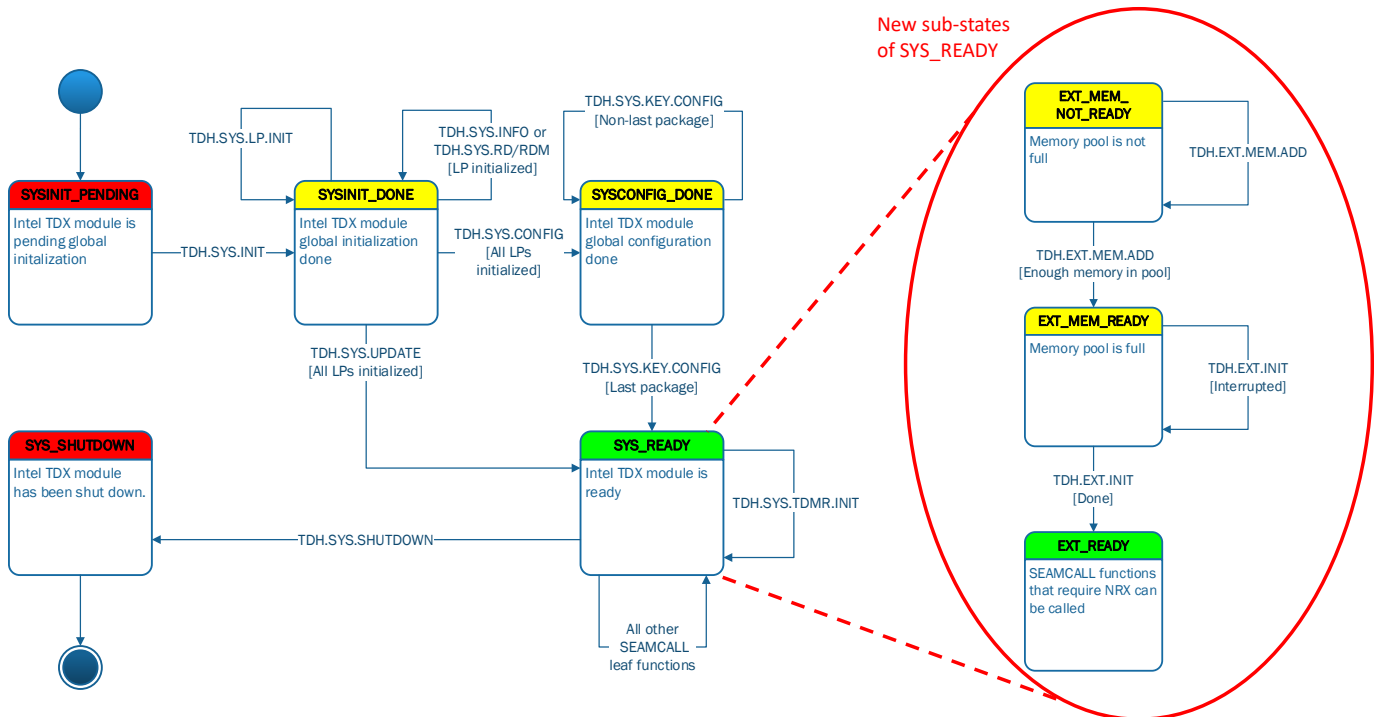 New sub-states
of SYS_READY
TDH.SYS.LP.INIT
TDH.SYS.INFO or
TDH.SYS.RD/RDM
[LP initialized]
TDH.SYS.KEY.CONFIG
[Non-last package]
SYSINIT_PENDING
Intel TDX module is
pending global
initalization
TDH.SYS.INIT
SYSINIT_DONE
Intel TDX module
global initialization
done
TDH.SYS.CONFIG
[All LPs
initialized]
SYSCONFIG_DONE
Intel TDX module
global configuration
done
TDH.SYS.UPDATE
[All LPs initialized]
TDH.SYS.KEY.CONFIG
[Last package]
SYS_SHUTDOWN
Intel TDX module
has been shut down.
TDH.SYS.SHUTDOWN
SYS_READY
Intel TDX module is
ready
TDH.SYS.TDMR.INIT
All other
SEAMCALL
leaf functions
EXT_MEM_
NOT_READY
Memory pool is not
full
TDH.EXT.MEM.ADD
TDH.EXT.MEM.ADD
[Enough memory in pool]
EXT_MEM_READY
Memory pool is full
TDH.EXT.INIT
[Interrupted]
TDH.EXT.INIT
[Done]
EXT_READY
SEAMCALL functions
that require NRX can
be called